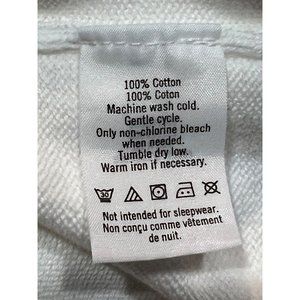 100% Cotton
100% Coton
Machine wash cold.
Gentle cycle.
Only non-chlorine bleach
when needed.
Tumble dry low.
Warm iron if necessary.
30
Not intended for sleepwear.
Non conçu comme vêtement
de nuit.